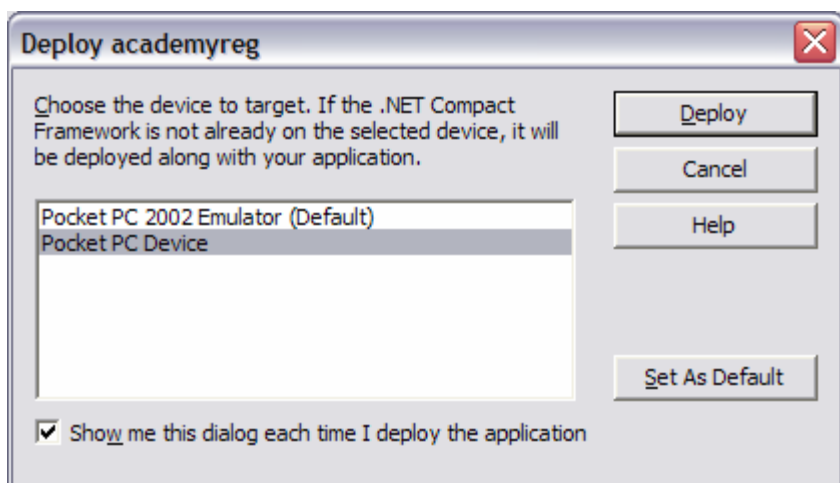 Deploy academyreg
Choose the device to target. If the .NET Compact
Framework is not already on the selected device, it will
be deployed along with your application.
Deploy
Cancel
Help
Pocket PC 2002 Emulator (Default)
Pocket PC Device
Set As Default
Show me this dialog each time I deploy the application